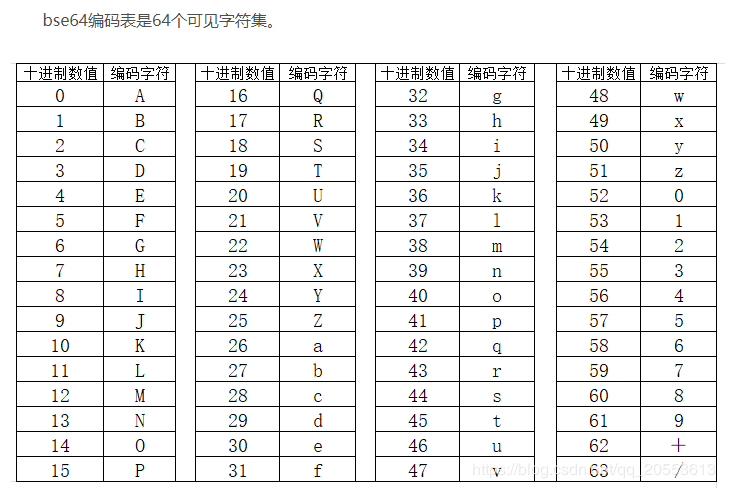 bse64编码表是64个可见字符集。
十进制数值 编码字符 十进制数值 编码字符 十进制数值 编码字符 十进制数值 编码字符
0 A 16 Q 32 g 48 w
1 B 17 R 33 h 49 x
2 C 18 S 34 i 50 y
3 D 19 T 35 j 51 z
4 E 20 U 36 k 52 0
5 F 21 V 37 l 53 1
6 G 22 W 38 m 54 2
7 H 23 X 39 n 55 3
8 I 24 Y 40 o 56 4
9 J 25 Z 41 p 57 5
10 K 26 a 42 q 58 6
11 L 27 b 43 r 59 7
12 M 28 c 44 s 60 8
13 N 29 d 45 t 61 9
14 O 30 e 46 u 62 +
15 P 31 f 47 v 63 /
https://blog.csdn.net/qq_20553613